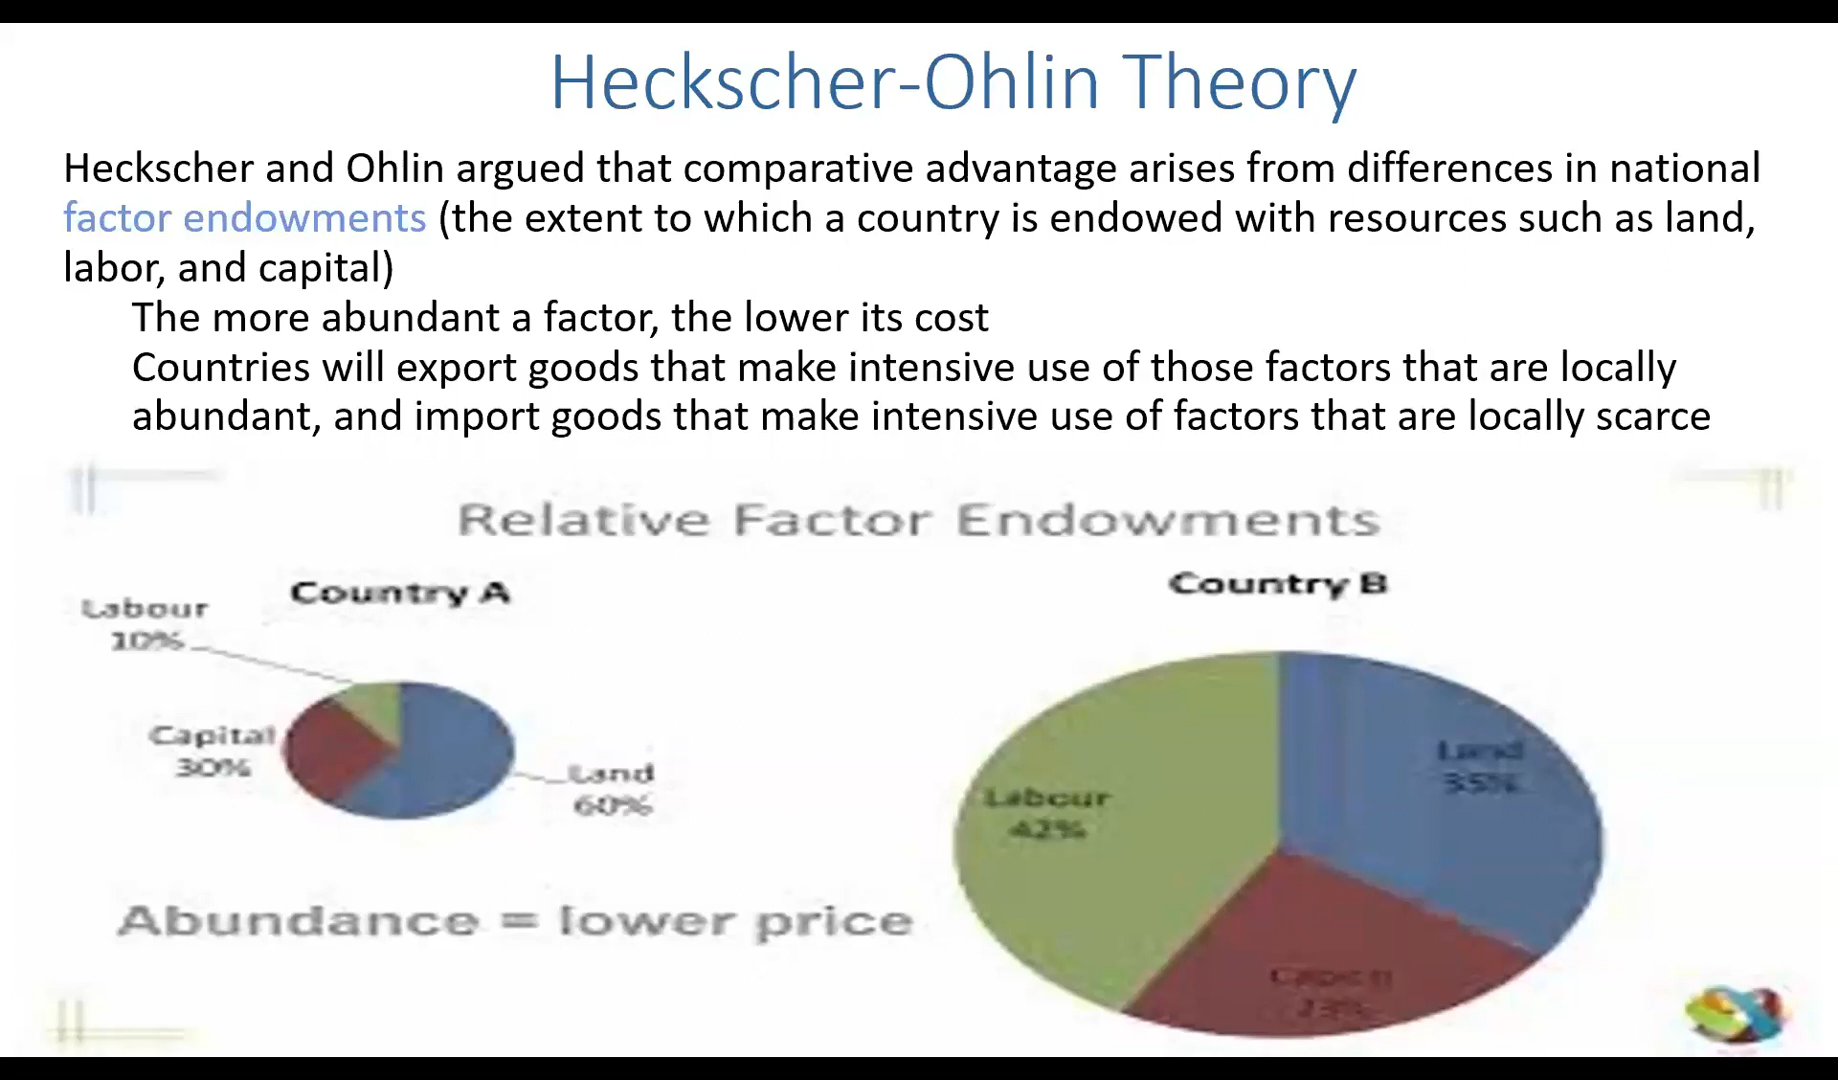 Heckscher-Ohlin Theory
Heckscher and Ohlin argued that comparative advantage arises from differences in national
factor endowments (the extent to which a country is endowed with resources such as land,
labor, and capital)
The more abundant a factor, the lower its cost
Countries will export goods that make intensive use of those factors that are locally
abundant, and import goods that make intensive use of factors that are locally scarce
Relative Factor Endowments
Country A
Labour
10%
Capital
30%
Land
60%
Abundance = lower price
Country B
Land
35%
Labour
42%
Capital